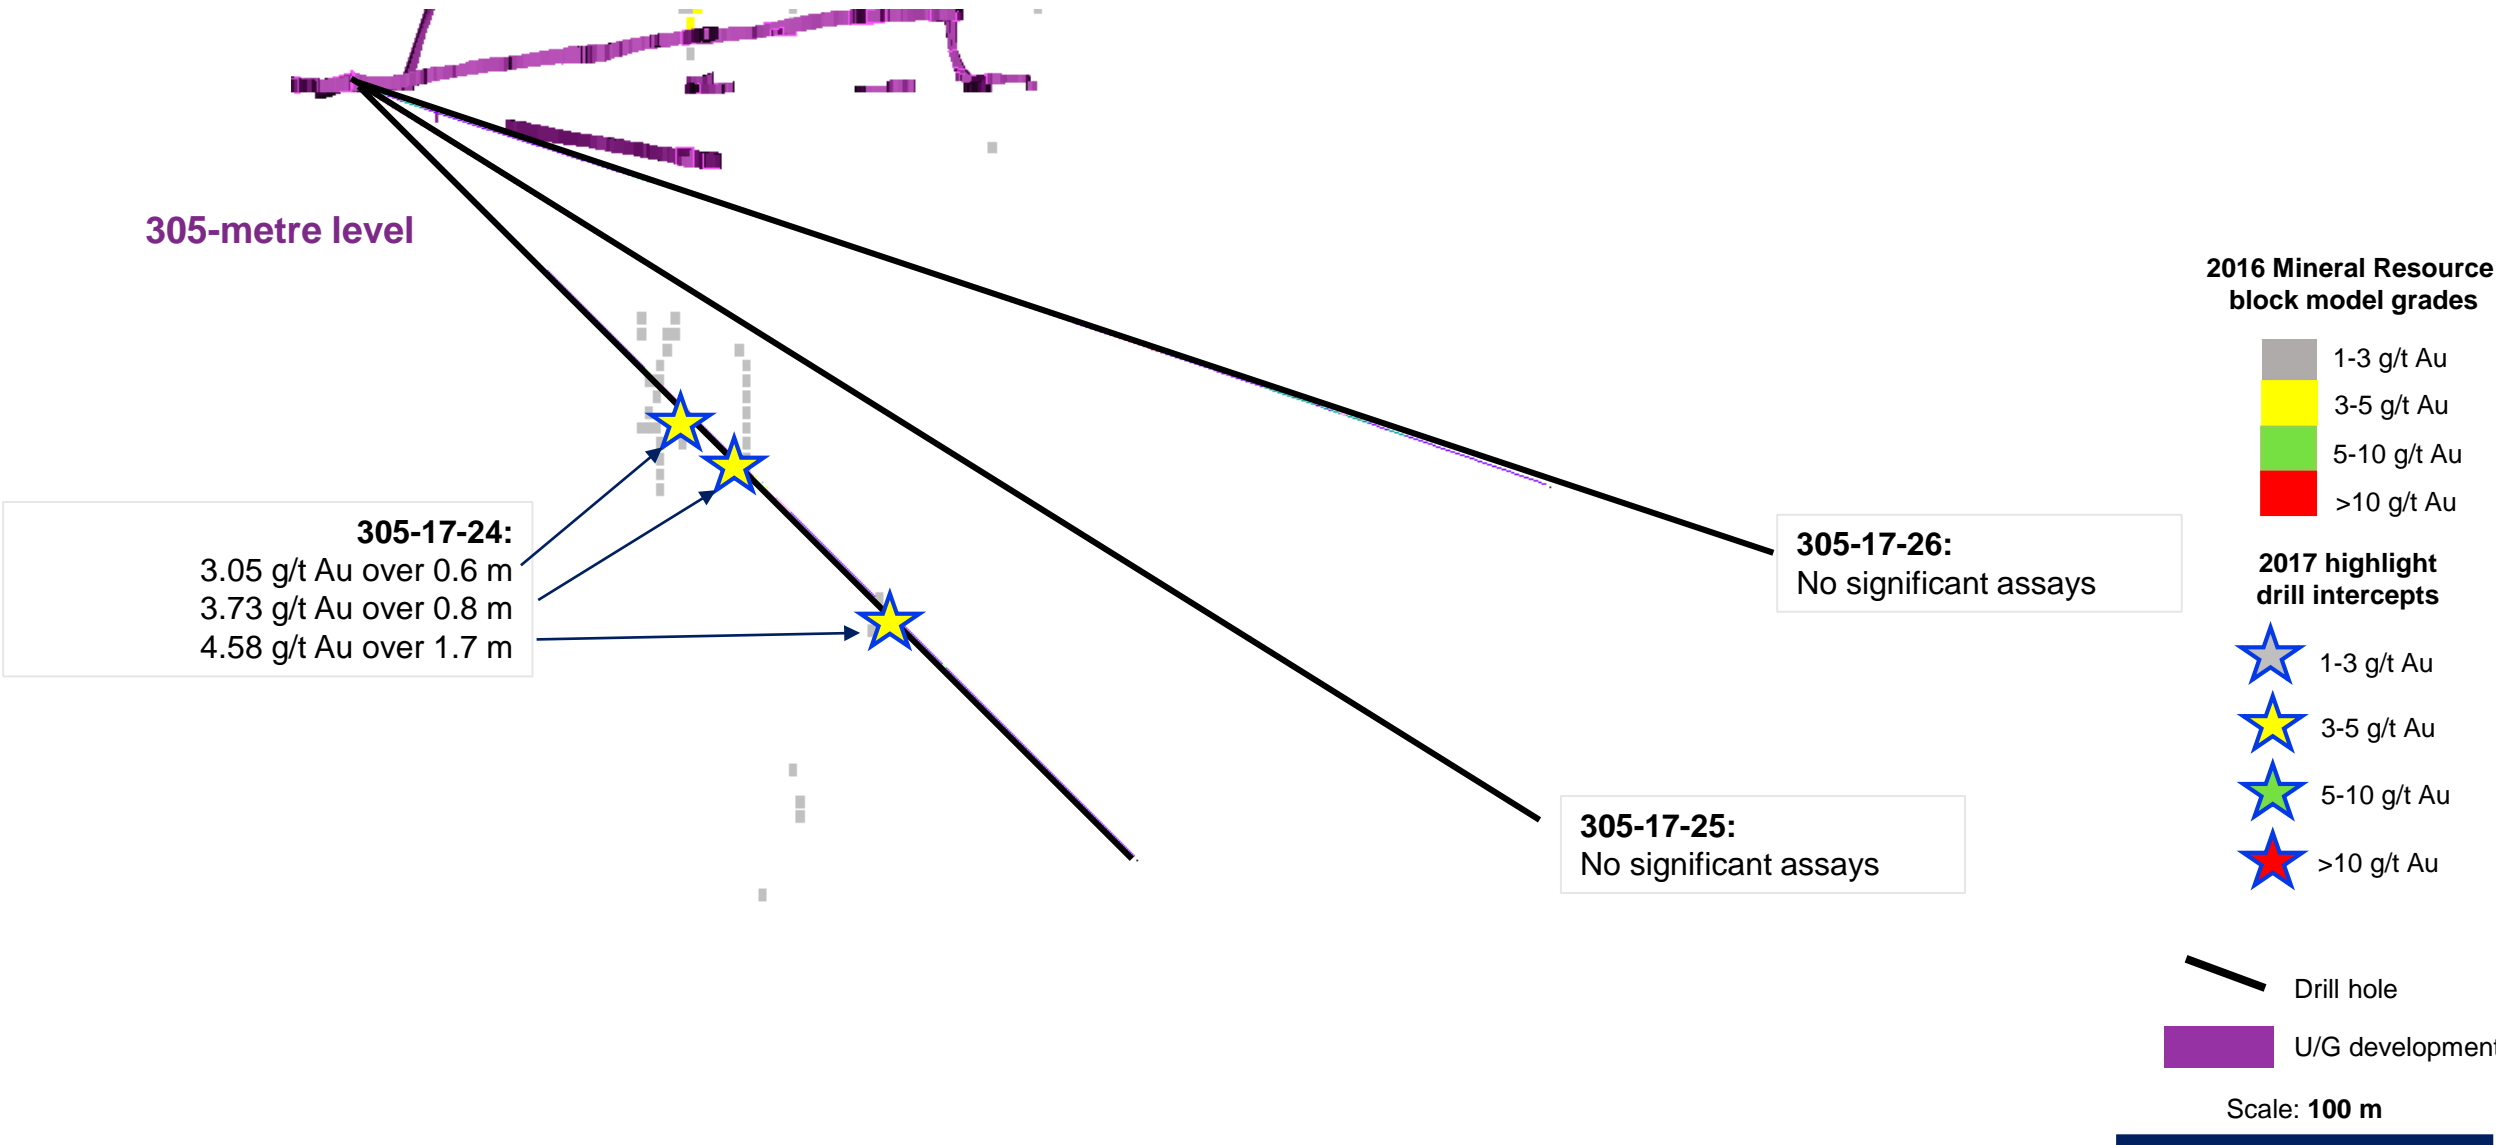 305-metre level
305-17-24:
3.05 g/t Au over 0.6 m
3.73 g/t Au over 0.8 m
4.58 g/t Au over 1.7 m
305-17-26:
No significant assays
305-17-25:
No significant assays
2016 Mineral Resource
block model grades
1-3 g/t Au
3-5 g/t Au
5-10 g/t Au
>10 g/t Au
2017 highlight
drill intercepts
1-3 g/t Au
3-5 g/t Au
5-10 g/t Au
>10 g/t Au
Drill hole
U/G development
Scale: 100 m